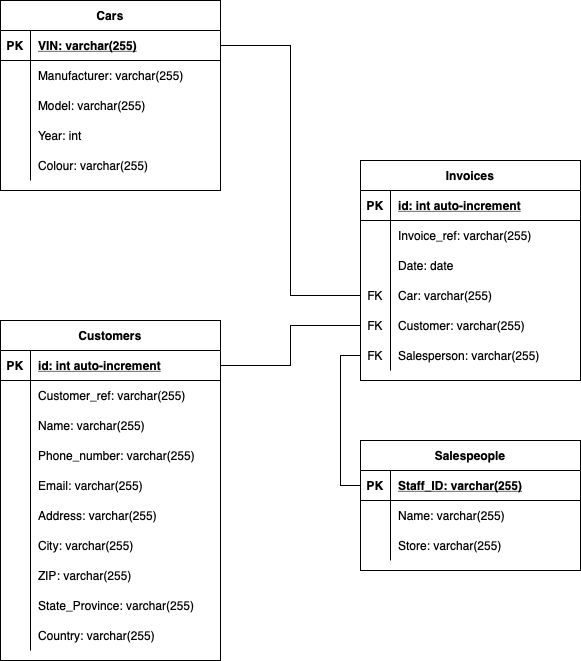 Cars
PK VIN: varchar(255)
Manufacturer: varchar(255)
Model: varchar(255)
Year: int
Colour: varchar(255)
Invoices
PK id: int auto-increment
Invoice_ref: varchar(255)
Date: date
FK Car: varchar(255)
FK Customer: varchar(255)
FK Salesperson: varchar(255)
Customers
PK id: int auto-increment
Customer_ref: varchar(255)
Name: varchar(255)
Phone_number: varchar(255)
Email: varchar(255)
Address: varchar(255)
City: varchar(255)
ZIP: varchar(255)
State_Province: varchar(255)
Country: varchar(255)
Salespeople
PK Staff_ID: varchar(255)
Name: varchar(255)
Store: varchar(255)